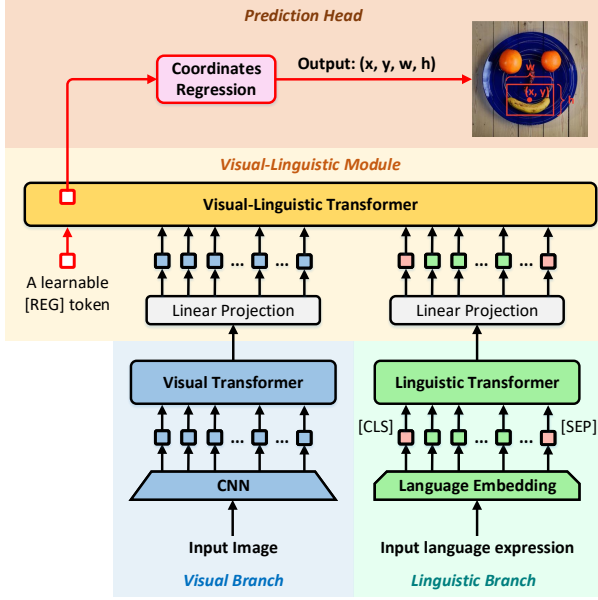 Prediction Head
Coordinates
Regression
Output: (x, y, w, h)
w
(x, y)
h
Visual-Linguistic Module
Visual-Linguistic Transformer
A learnable
[REG] token
... ...
... ...
Linear Projection
Linear Projection
Visual Transformer
Linguistic Transformer
[CLS]
[SEP]
... ...
... ...
CNN
Language Embedding
Input Image
Input language expression
Visual Branch
Linguistic Branch